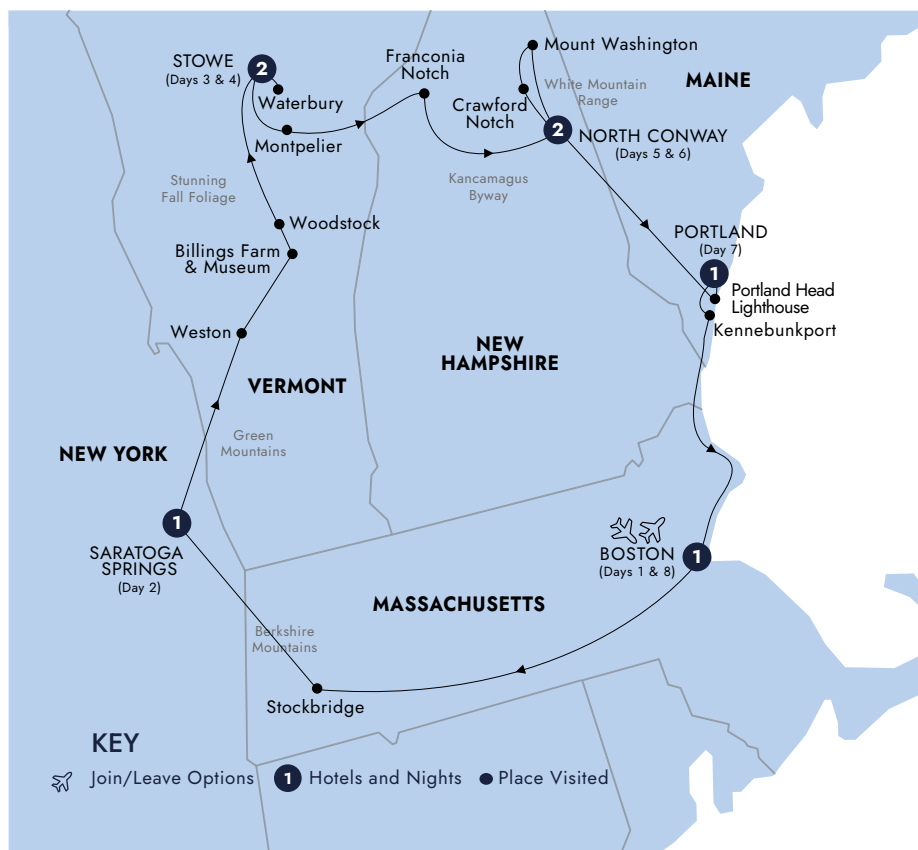 Mount Washington
STOWE
(Days 3 & 4)
2
Waterbury
Montpelier
Franconia
Notch
White Mountain
Range
MAINE
Crawford
Notch
2
NORTH CONWAY
(Days 5 & 6)
Stunning
Fall Foliage
Kancamagus
Byway
Woodstock
Billings Farm
& Museum
PORTLAND
(Day 7)
1
Portland Head
Lighthouse
Kennebunkport
Weston
NEW
HAMPSHIRE
VERMONT
Green
Mountains
NEW YORK
1
SARATOGA
SPRINGS
(Day 2)
BOSTON
(Days 1 & 8)
1
MASSACHUSETTS
Berkshire
Mountains
Stockbridge
KEY
Join/Leave Options
1
Hotels and Nights
Place Visited